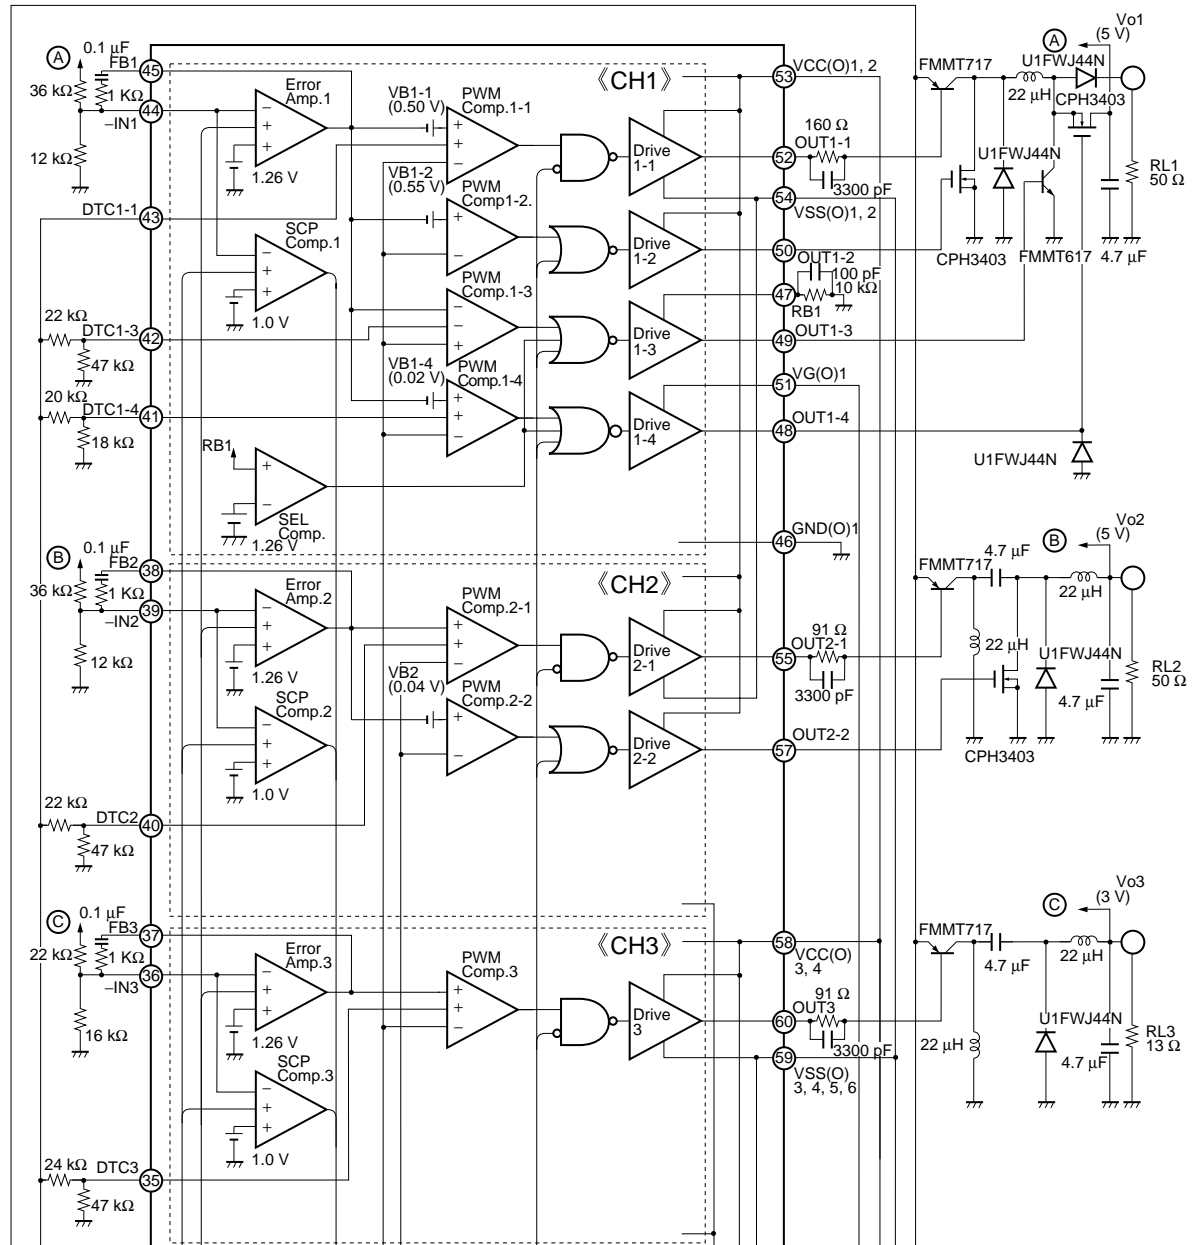 A
0.1 µF
FB1
45
36 kΩ
1 KΩ
44
–IN1
12 kΩ
DTC1-1
43
Error
Amp.1
1.26 V
SCP
Comp.1
1.0 V
VB1-1
(0.50 V)
PWM
Comp.1-1
VB1-2
(0.55 V)
PWM
Comp1-2.
PWM
Comp.1-3
VB1-4
(0.02 V)
PWM
Comp.1-4
《CH1》
Drive
1-1
Drive
1-2
Drive
1-3
Drive
1-4
22 kΩ
DTC1-3
42
47 kΩ
20 kΩ
DTC1-4
41
18 kΩ
RB1
SEL
Comp.
1.26 V
53
VCC(O)1, 2
160 Ω
OUT1-1
52
3300 pF
54
VSS(O)1, 2
50
OUT1-2
100 pF
10 kΩ
47
RB1
49
OUT1-3
VG(O)1
51
OUT1-4
48
GND(O)1
46
FMMT717
A
Vo1
(5 V)
U1FWJ44N
22 µH
CPH3403
U1FWJ44N
RL1
50 Ω
CPH3403
FMMT617
4.7 µF
U1FWJ44N
B
0.1 µF
FB2
38
36 kΩ
1 KΩ
39
–IN2
12 kΩ
Error
Amp.2
1.26 V
SCP
Comp.2
1.0 V
PWM
Comp.2-1
VB2
(0.04 V)
PWM
Comp.2-2
《CH2》
Drive
2-1
Drive
2-2
22 kΩ
DTC2
40
47 kΩ
91 Ω
OUT2-1
55
3300 pF
57
OUT2-2
FMMT717
4.7 µF
B
Vo2
(5 V)
22 µH
22 µH
U1FWJ44N
4.7 µF
RL2
50 Ω
CPH3403
C
0.1 µF
FB3
37
22 kΩ
1 KΩ
36
–IN3
16 kΩ
Error
Amp.3
1.26 V
SCP
Comp.3
1.0 V
PWM
Comp.3
《CH3》
Drive
3
24 kΩ
DTC3
35
47 kΩ
58
VCC(O)
3, 4
91 Ω
OUT3
60
3300 pF
59
VSS(O)
3, 4, 5, 6
FMMT717
4.7 µF
C
Vo3
(3 V)
22 µH
22 µH
U1FWJ44N
4.7 µF
RL3
13 Ω